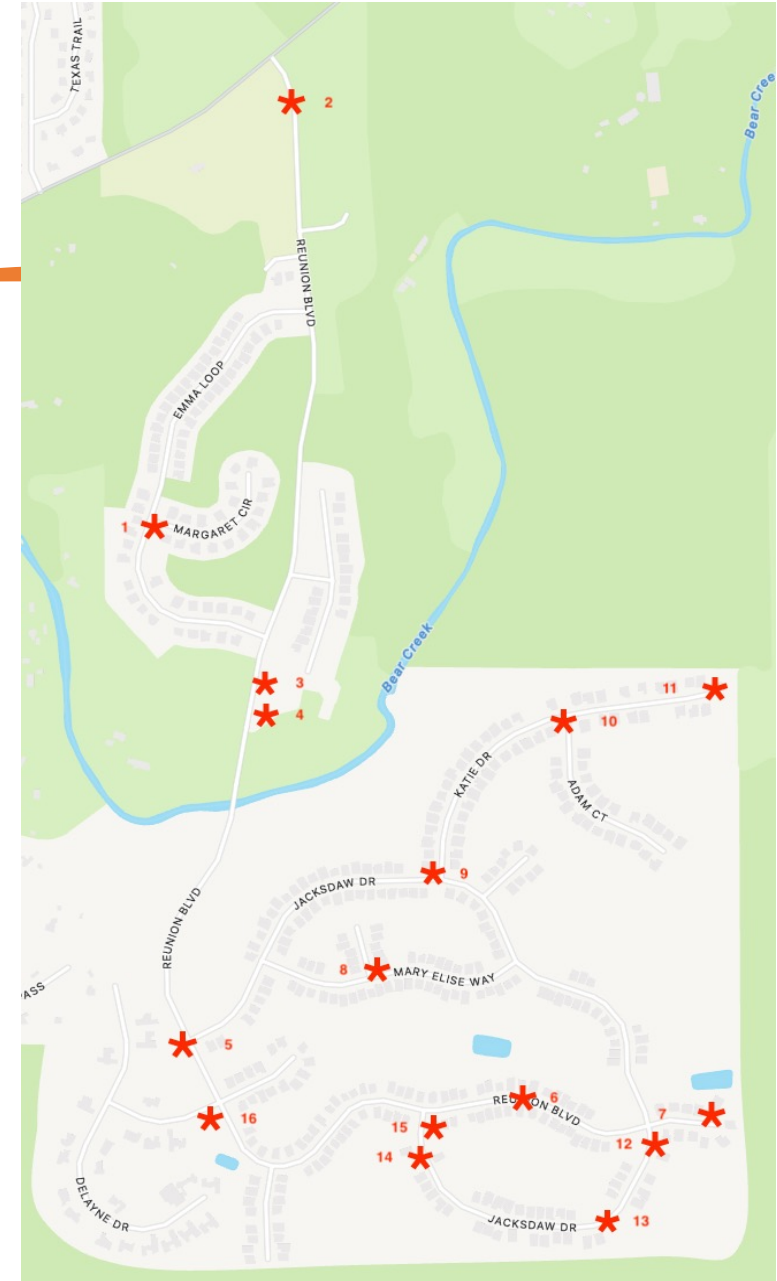 TEXAS TRAIL
2
Bear Cree
REUNION BLVD
EMMA LOOP
1
MARGARET CIR
3
Bear Creek
4
11
10
KATIE DR
ADAM CT
9
JACKSDAW DR
REUNION BLVD
8
MARY ELISE WAY
ASS
5
6
REUNION BLVD
7
16
15
12
14
DELAYNE DR
JACKSDAW DR
13